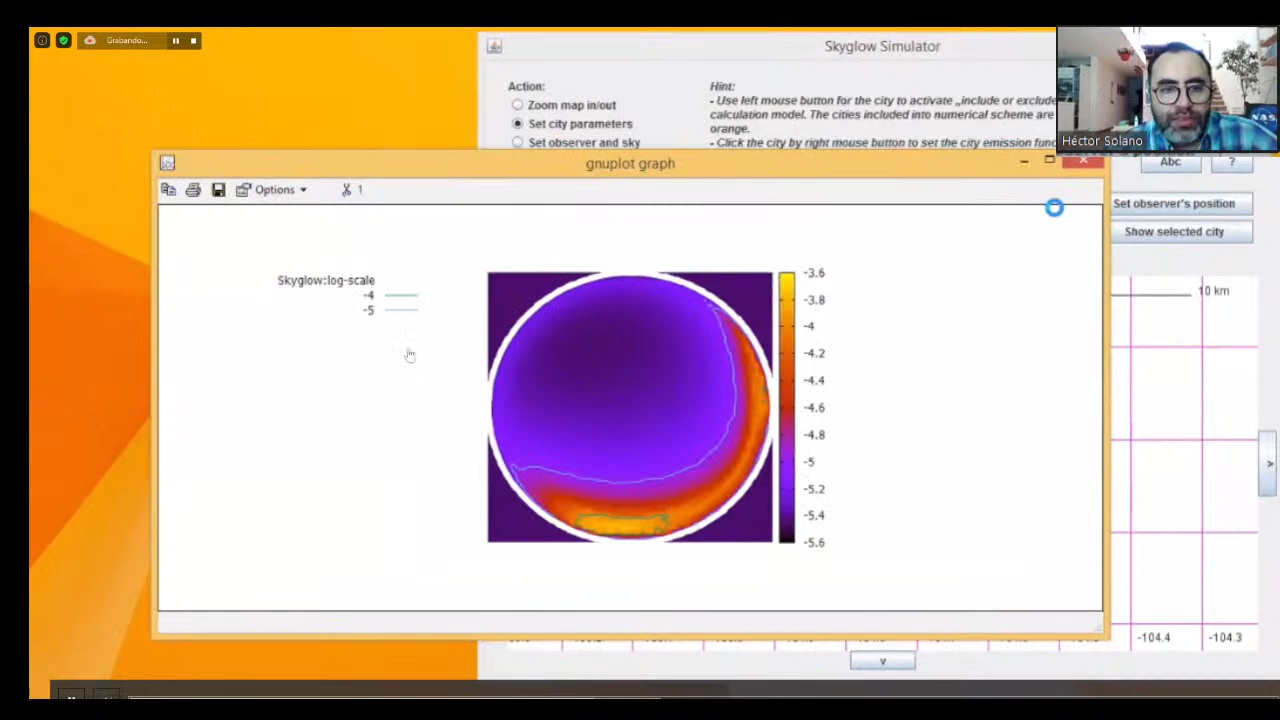 Grabando...
Skyglow Simulator
Action:
Zoom map in/out
Set city parameters
Set observer and sky
Hint:
- Use left mouse button for the city to activate „include or exclude
calculation model. The cities included into numerical scheme are
orange.
- Click the city by right mouse button to set the city emission fun
Héctor Solano
NASA
gnuplot graph
Options
1
Abc
?
Set observer's position
Show selected city
10 km
Skyglow:log-scale
-4
-5
-3.6
-3.8
-4
-4.2
-4.4
-4.6
-4.8
-5
-5.2
-5.4
-5.6
>
-104.4
-104.3
v